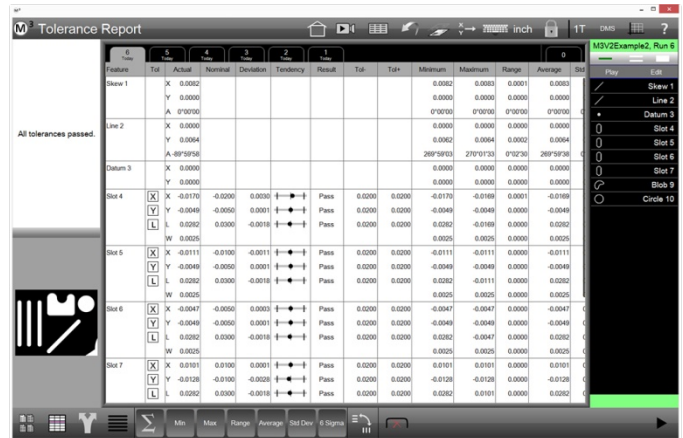 M³
M³ Tolerance Report
inch
1T
DMS
?
6 Today
5 Today
4 Today
3 Today
2 Today
1 Today
0
Feature Tol Actual Nominal Deviation Tendency Result Tol- Tol+ Minimum Maximum Range Average Std
Skew 1 X 0.0082 0.0082 0.0083 0.0001 0.0083
Y 0.0000 0.0000 0.0000 0.0000 0.0000
A 0°00'00 0°00'00 0°00'00 0°00'00 0°00'00
Line 2 X 0.0000 0.0000 0.0000 0.0000 0.0000
Y 0.0064 0.0062 0.0064 0.0002 0.0064
A -89°59'58 269°59'03 270°01'33 0°02'30 269°59'38
Datum 3 X 0.0000 0.0000 0.0000 0.0000 0.0000
Y 0.0000 0.0000 0.0000 0.0000 0.0000
Slot 4 X X -0.0170 -0.0200 0.0030 Pass 0.0200 0.0200 -0.0170 -0.0169 0.0001 -0.0169
Y Y -0.0049 -0.0050 0.0001 Pass 0.0200 0.0200 -0.0049 -0.0049 0.0000 -0.0049
L L 0.0282 0.0300 -0.0018 Pass 0.0200 0.0200 0.0282 -0.0169 0.0000 0.0282
W 0.0025 0.0025 0.0025 0.0000 0.0025
Slot 5 X X -0.0111 -0.0100 -0.0011 Pass 0.0200 0.0200 -0.0111 -0.0111 0.0000 -0.0111
Y Y -0.0049 -0.0050 0.0001 Pass 0.0200 0.0200 -0.0049 -0.0049 0.0000 -0.0049
L L 0.0282 0.0300 -0.0018 Pass 0.0200 0.0200 0.0282 -0.0111 0.0000 0.0282
W 0.0025 0.0025 0.0025 0.0000 0.0025
Slot 6 X X -0.0047 -0.0050 0.0003 Pass 0.0200 0.0200 -0.0047 -0.0047 0.0000 -0.0047
Y Y -0.0049 -0.0050 0.0001 Pass 0.0200 0.0200 -0.0049 -0.0049 0.0000 -0.0049
L L 0.0282 0.0300 -0.0018 Pass 0.0200 0.0200 0.0282 -0.0047 0.0000 0.0282
W 0.0025 0.0025 0.0025 0.0000 0.0025
Slot 7 X X 0.0101 0.0100 0.0001 Pass 0.0200 0.0200 0.0101 0.0101 0.0000 0.0101
Y Y -0.0128 -0.0100 -0.0028 Pass 0.0200 0.0200 -0.0128 -0.0128 0.0000 -0.0128
L L 0.0282 0.0300 -0.0018 Pass 0.0200 0.0200 0.0282 0.0101 0.0000 0.0282
All tolerances passed.
M3V2Example2, Run 6
Play Edit
Skew 1
Line 2
Datum 3
Slot 4
Slot 5
Slot 6
Slot 7
Blob 9
Circle 10
Σ Min Max Range Average Std Dev 6 Sigma